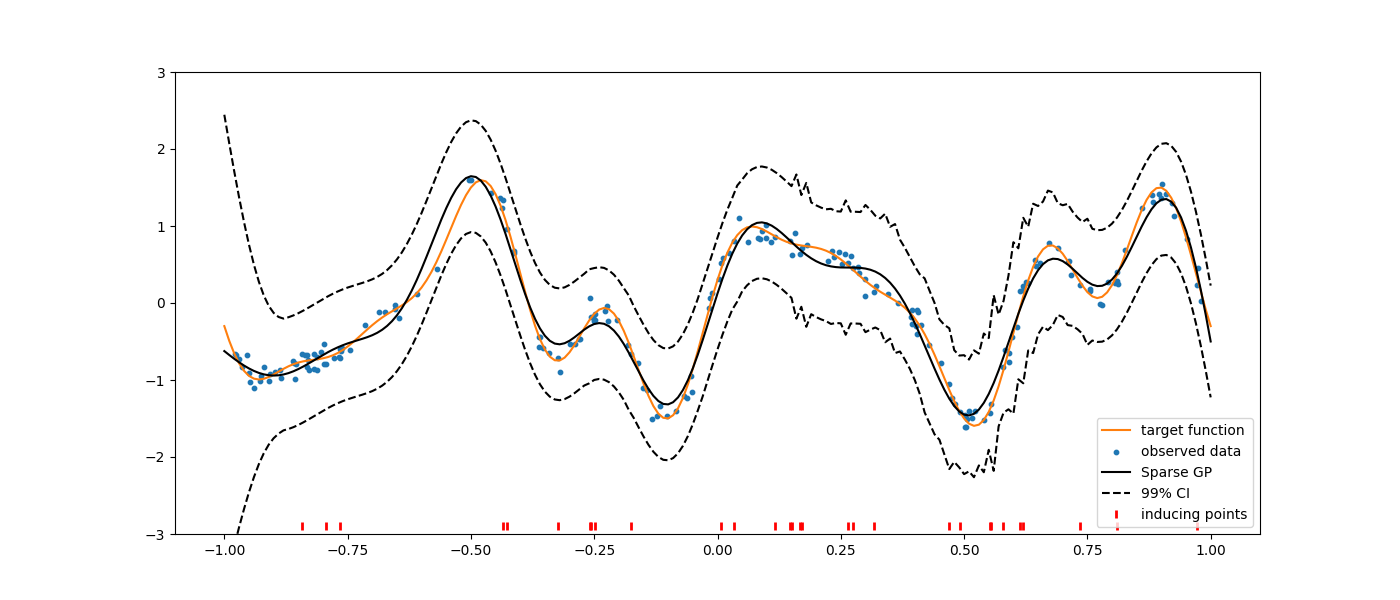 3
2
1
0
−1
−2
−3
−1.00 −0.75 −0.50 −0.25 0.00 0.25 0.50 0.75 1.00
target function
observed data
Sparse GP
99% CI
inducing points